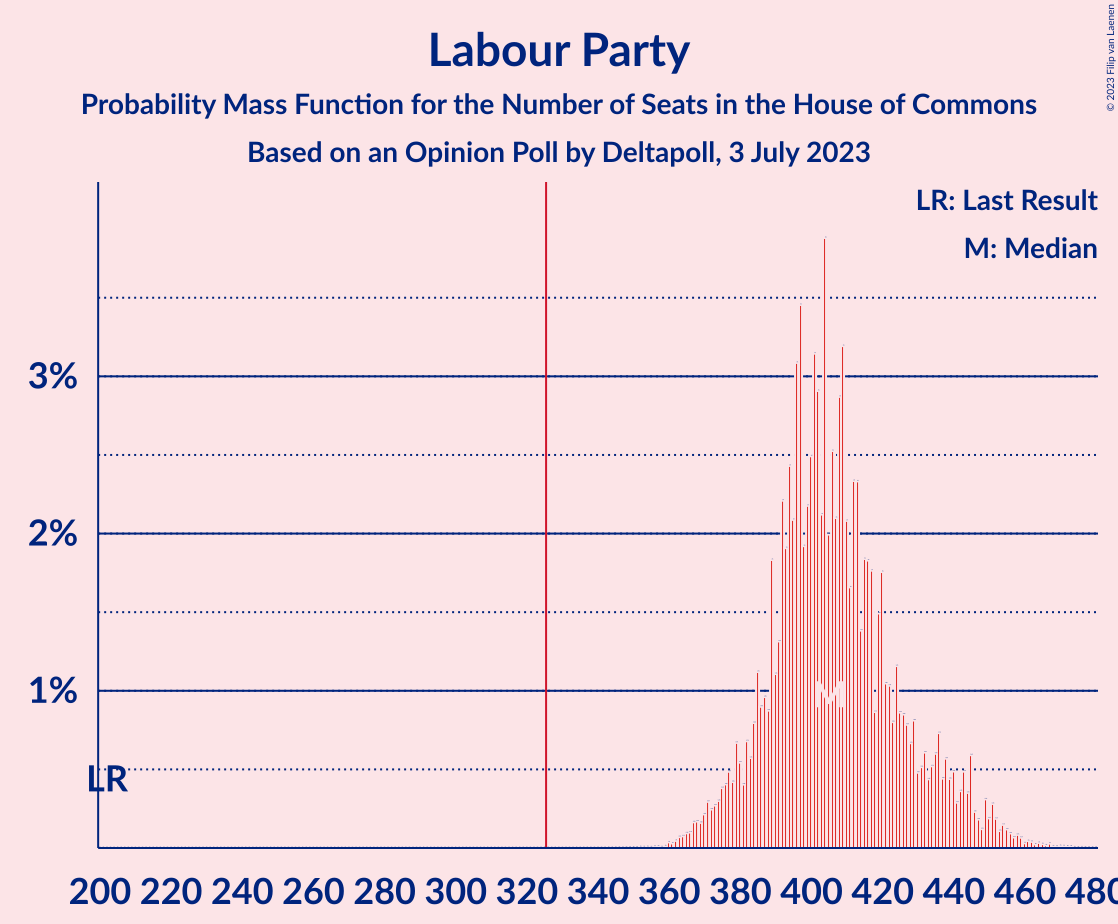 Labour Party
Probability Mass Function for the Number of Seats in the House of Commons
Based on an Opinion Poll by Deltapoll, 3 July 2023
© 2023 Filip van Laenen
LR: Last Result
M: Median
3%
2%
1%
LR
M
200 220 240 260 280 300 320 340 360 380 400 420 440 460 480